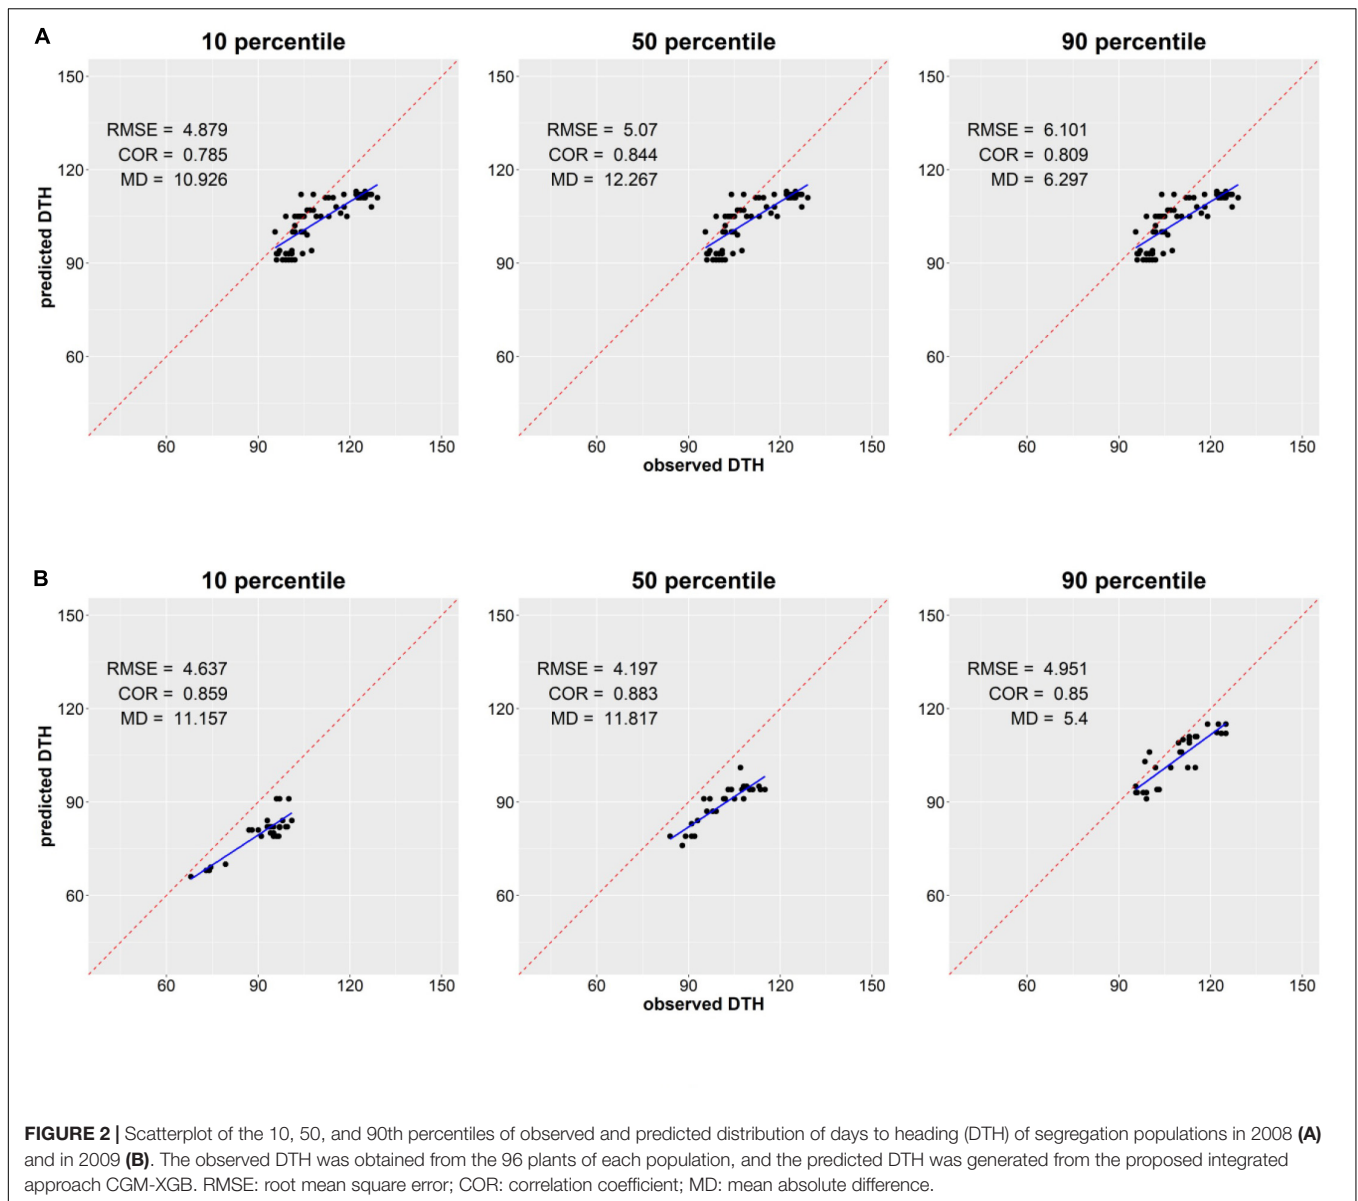 A
10 percentile
50 percentile
90 percentile
150
120
90
60
predicted DTH
RMSE = 4.879
COR = 0.785
MD = 10.926
60
90
120
150
150
120
90
60
RMSE = 5.07
COR = 0.844
MD = 12.267
60
90
120
150
observed DTH
150
120
90
60
RMSE = 6.101
COR = 0.809
MD = 6.297
60
90
120
150
B
10 percentile
50 percentile
90 percentile
150
120
90
60
predicted DTH
RMSE = 4.637
COR = 0.859
MD = 11.157
60
90
120
150
150
120
90
60
RMSE = 4.197
COR = 0.883
MD = 11.817
60
90
120
150
observed DTH
150
120
90
60
RMSE = 4.951
COR = 0.85
MD = 5.4
60
90
120
150
FIGURE 2 | Scatterplot of the 10, 50, and 90th percentiles of observed and predicted distribution of days to heading (DTH) of segregation populations in 2008 (A)
and in 2009 (B). The observed DTH was obtained from the 96 plants of each population, and the predicted DTH was generated from the proposed integrated
approach CGM-XGB. RMSE: root mean square error; COR: correlation coefficient; MD: mean absolute difference.